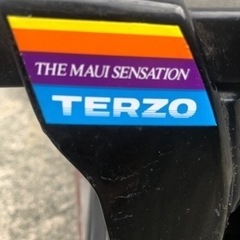 THE MAUI SENSATION
TERZO